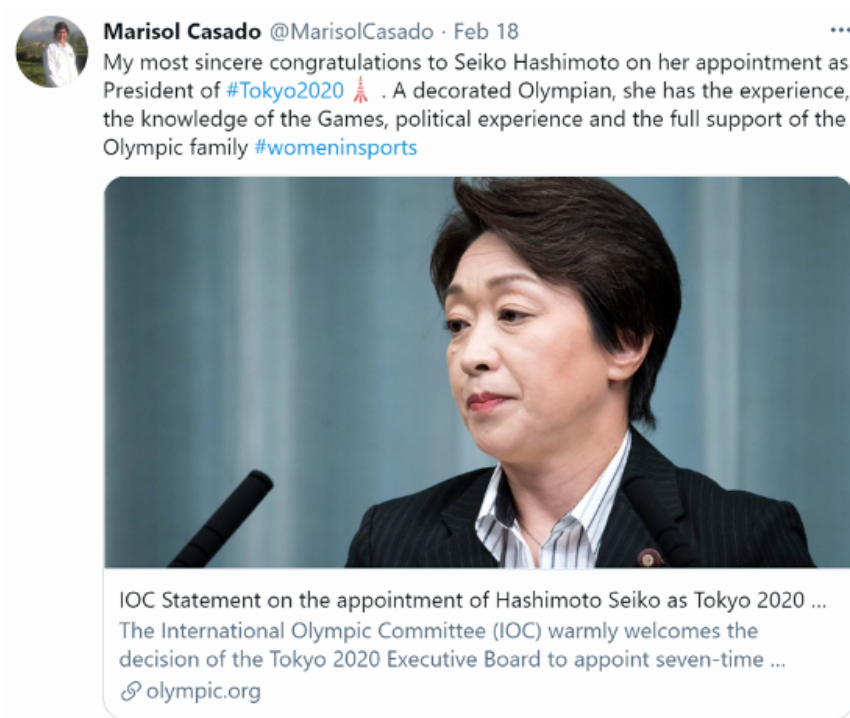 Marisol Casado @MarisolCasado · Feb 18
My most sincere congratulations to Seiko Hashimoto on her appointment as
President of #Tokyo2020 🗼 . A decorated Olympian, she has the experience,
the knowledge of the Games, political experience and the full support of the
Olympic family #womeninsports
IOC Statement on the appointment of Hashimoto Seiko as Tokyo 2020 ...
The International Olympic Committee (IOC) warmly welcomes the
decision of the Tokyo 2020 Executive Board to appoint seven-time ...
olympic.org